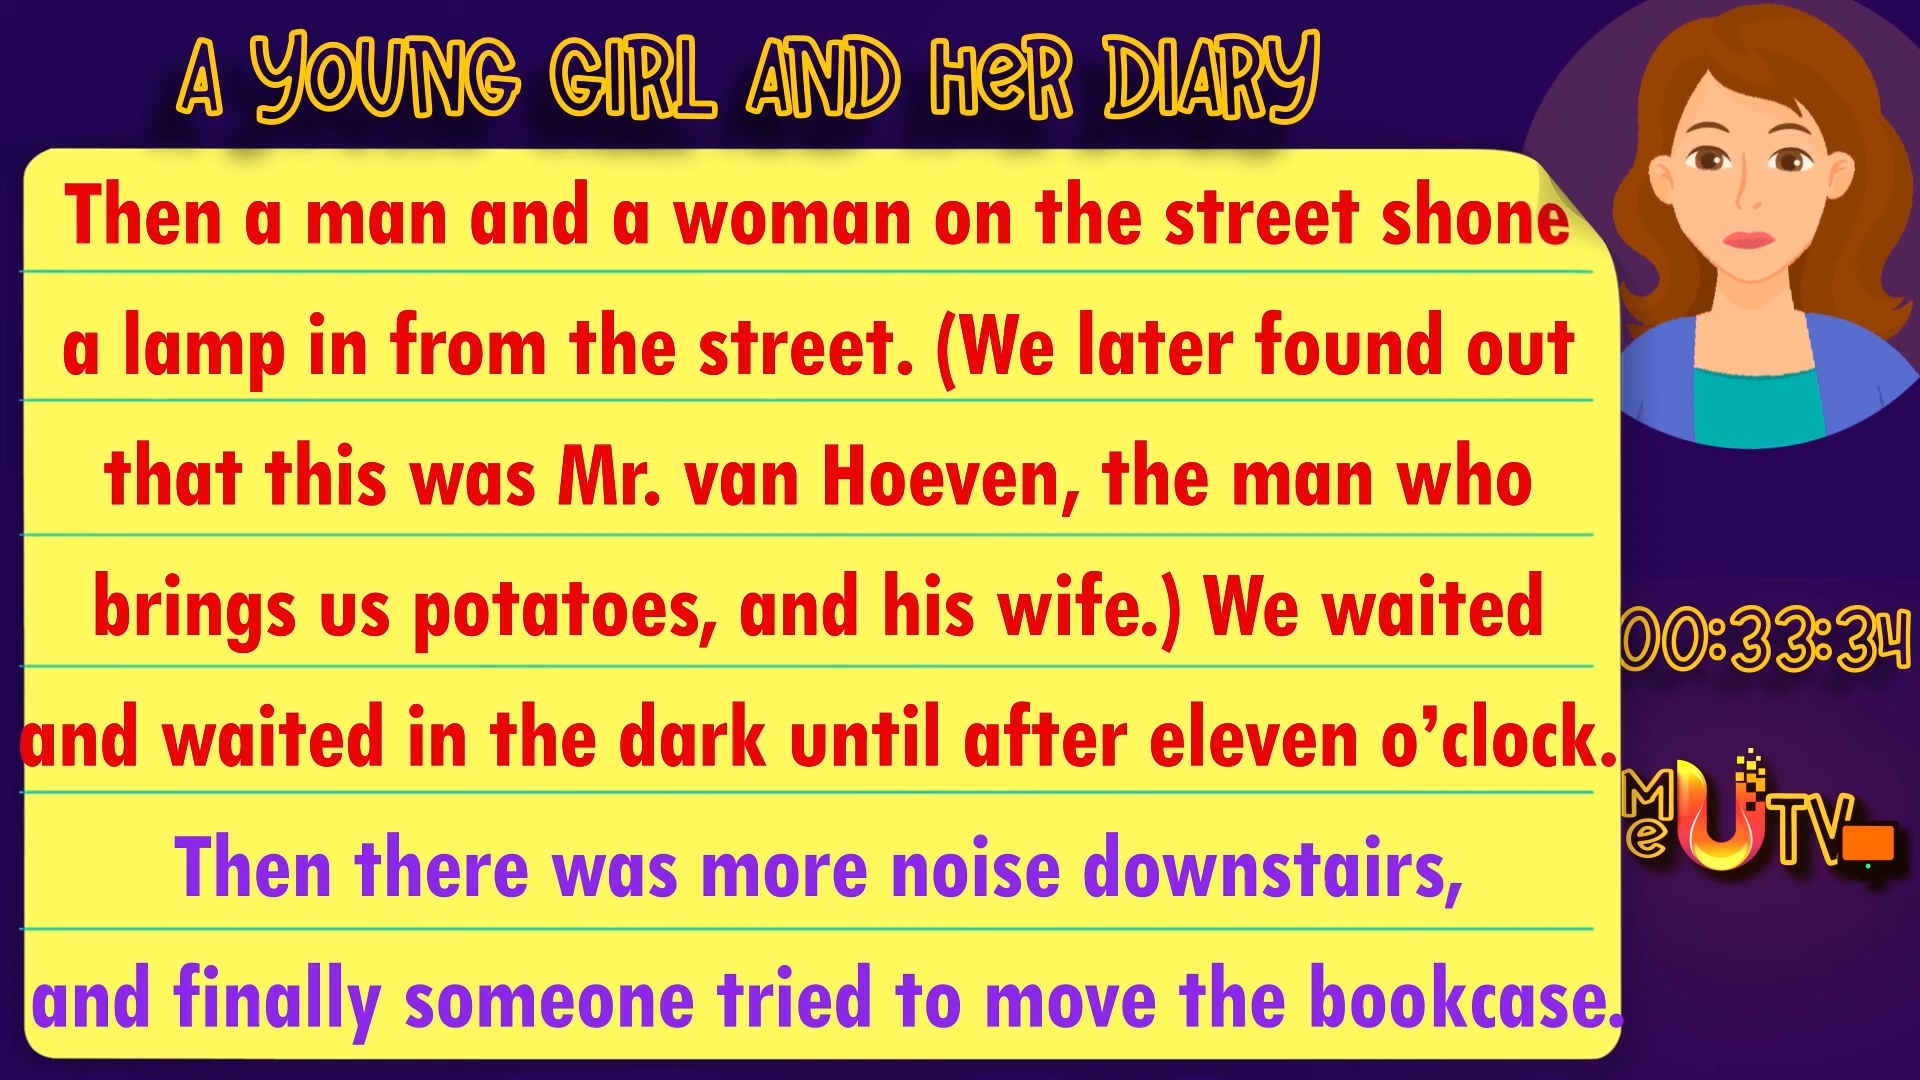 A YOUNG GIRL AND HeR DIARY
Then a man and a woman on the street shone
a lamp in from the street. (We later found out
that this was Mr. van Hoeven, the man who
brings us potatoes, and his wife.) We waited
and waited in the dark until after eleven o’clock.
Then there was more noise downstairs,
and finally someone tried to move the bookcase.
00:33:34
Me U TV